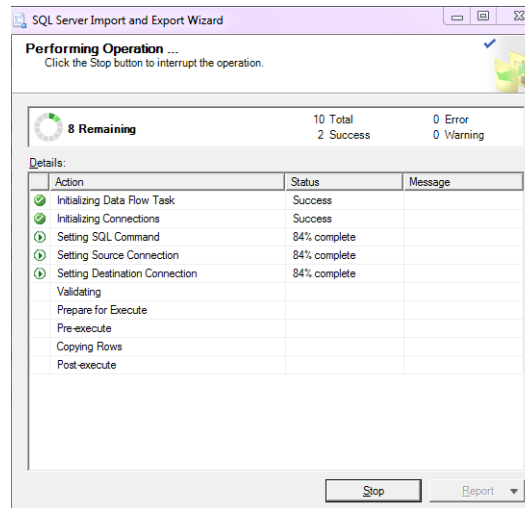 SQL Server Import and Export Wizard
Performing Operation ...
Click the Stop button to interrupt the operation.
8 Remaining
10 Total 0 Error
2 Success 0 Warning
Details:
Action Status Message
Initializing Data Flow Task Success
Initializing Connections Success
Setting SQL Command 84% complete
Setting Source Connection 84% complete
Setting Destination Connection 84% complete
Validating
Prepare for Execute
Pre-execute
Copying Rows
Post-execute
Stop Report